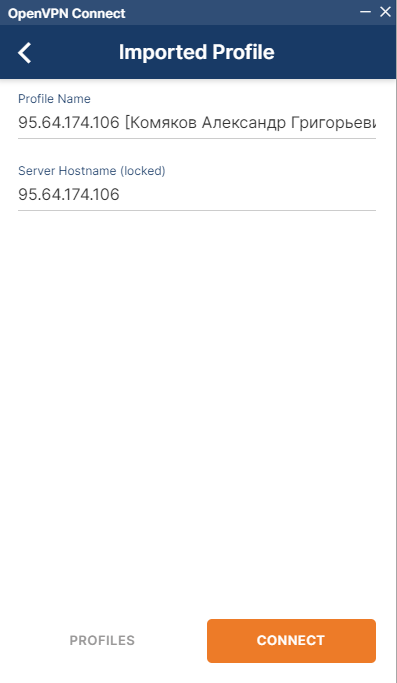 OpenVPN Connect
Imported Profile
Profile Name
95.64.174.106 [Комяков Александр Григорьеви
Server Hostname (locked)
95.64.174.106
PROFILES
CONNECT